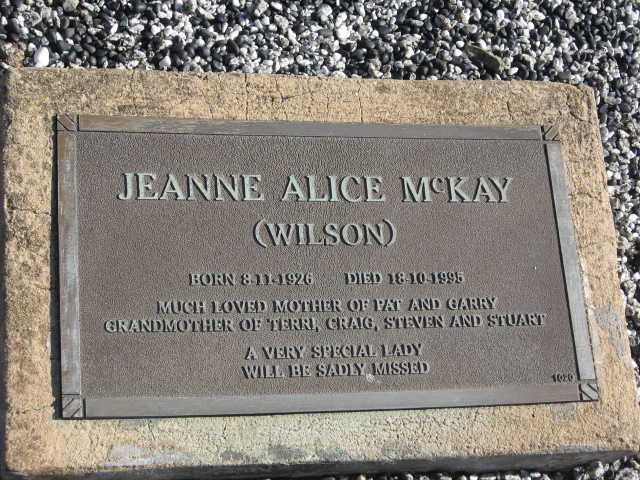 JEANNE ALICE McKAY
(WILSON)
BORN 8-11-1926 DIED 18-10-1995
MUCH LOVED MOTHER OF PAT AND GARRY
GRANDMOTHER OF TERRI, CRAIG, STEVEN AND STUART
A VERY SPECIAL LADY
WILL BE SADLY MISSED
1020